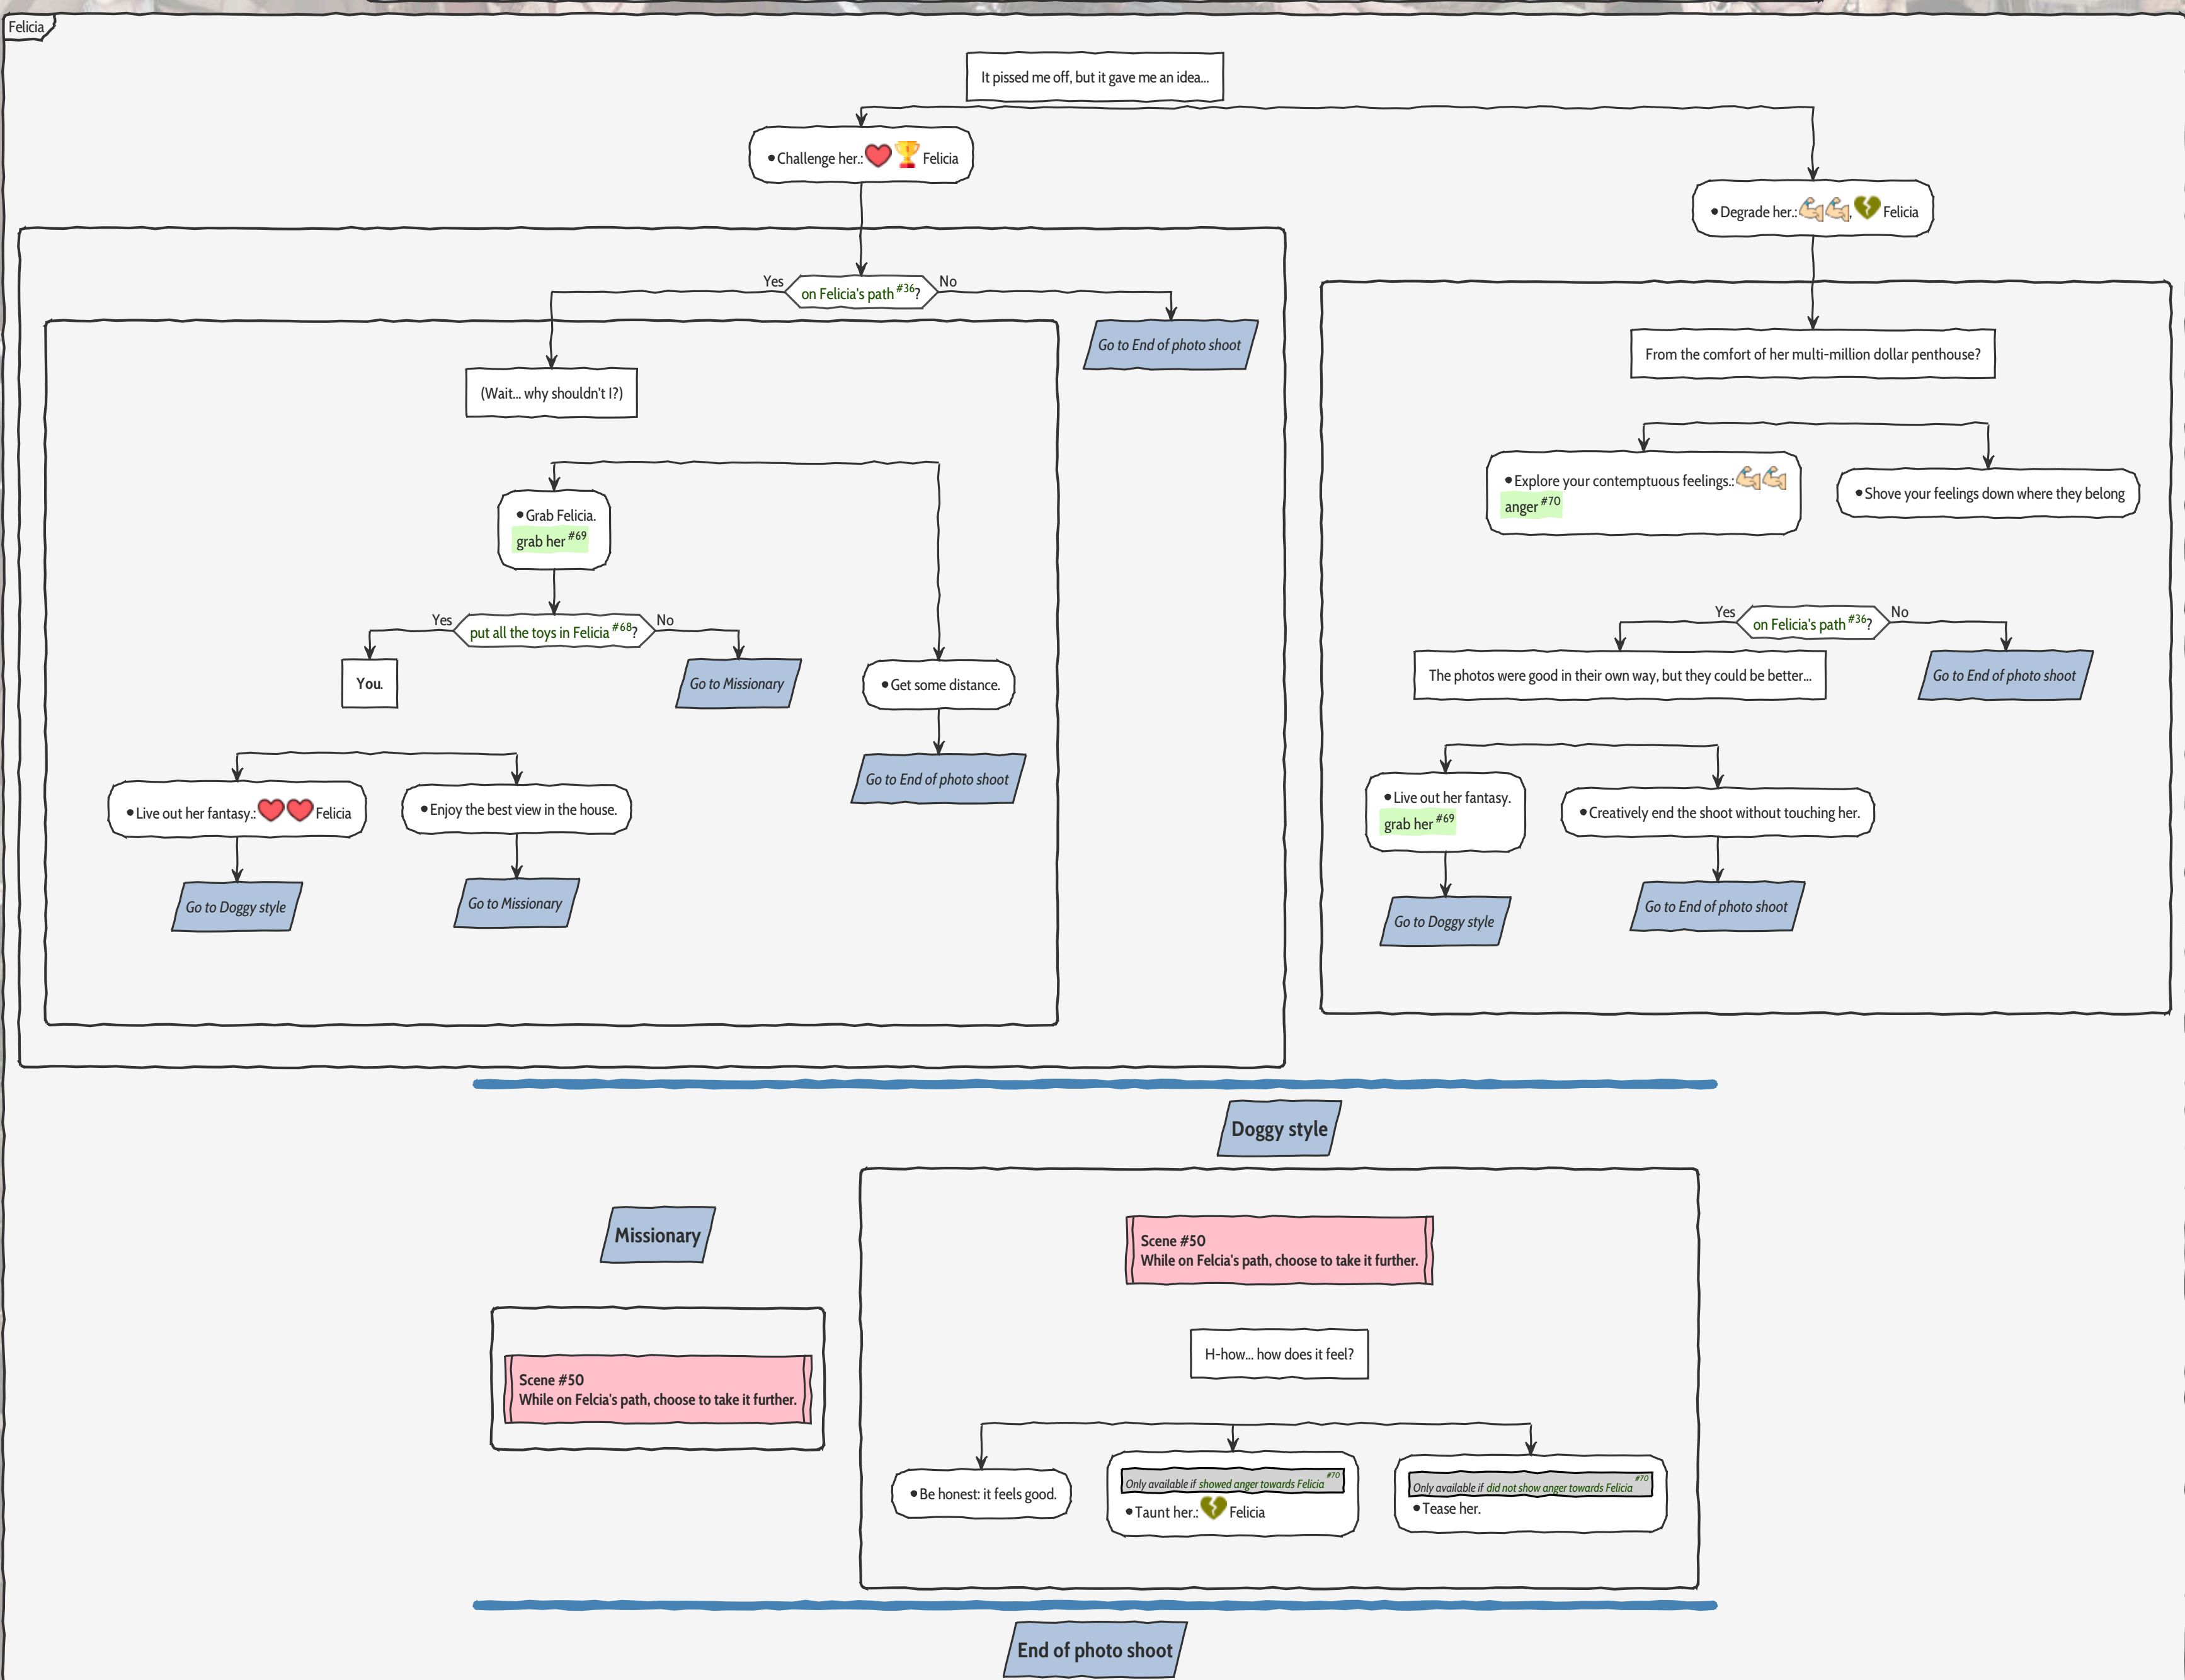 Felicia
It pissed me off, but it gave me an idea...
•Challenge her.:❤️🏆 Felicia
•Degrade her.:💪💪,💔 Felicia
Yes
on Felicia's path #36?
No
Go to End of photo shoot
(Wait... why shouldn't I?)
•Grab Felicia.
grab her #69
Yes
put all the toys in Felicia #68?
No
You.
Go to Missionary
•Get some distance.
Go to End of photo shoot
•Live out her fantasy.:❤️❤️ Felicia
•Enjoy the best view in the house.
Go to Doggy style
Go to Missionary
From the comfort of her multi-million dollar penthouse?
•Explore your contemptuous feelings.:💪💪
anger #70
•Shove your feelings down where they belong
Yes
on Felicia's path #36?
No
The photos were good in their own way, but they could be better...
Go to End of photo shoot
•Live out her fantasy.
grab her #69
•Creatively end the shoot without touching her.
Go to Doggy style
Go to End of photo shoot
Doggy style
Missionary
Scene #50
While on Felcia's path, choose to take it further.
Scene #50
While on Felcia's path, choose to take it further.
H-how... how does it feel?
•Be honest: it feels good.
Only available if showed anger towards Felicia #70
•Taunt her.:💔 Felicia
Only available if did not show anger towards Felicia #70
•Tease her.
End of photo shoot